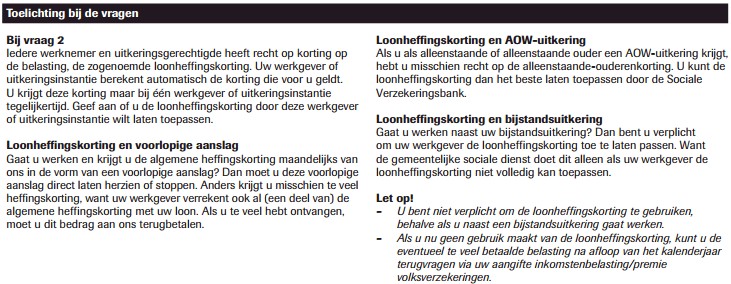 Toelichting bij de vragen
Bij vraag 2
Iedere werknemer en uitkeringsgerechtigde heeft recht op korting op
de belasting, de zogenoemde loonheffingskorting. Uw werkgever of
uitkeringsinstantie berekent automatisch de korting die voor u geldt.
U krijgt deze korting maar bij één werkgever of uitkeringsinstantie
tegelijkertijd. Geef aan of u de loonheffingskorting door deze werkgever
of uitkeringsinstantie wilt laten toepassen.
Loonheffingskorting en voorlopige aanslag
Gaat u werken en krijgt u de algemene heffingskorting maandelijks van
ons in de vorm van een voorlopige aanslag? Dan moet u deze voorlopige
aanslag direct laten herzien of stoppen. Anders krijgt u misschien te veel
heffingskorting, want uw werkgever verrekent ook al (een deel van) de
algemene heffingskorting met uw loon. Als u te veel hebt ontvangen,
moet u dit bedrag aan ons terugbetalen.
Loonheffingskorting en AOW-uitkering
Als u als alleenstaande of alleenstaande ouder een AOW-uitkering krijgt,
hebt u misschien recht op de alleenstaande-ouderenkorting. U kunt de
loonheffingskorting dan het beste laten toepassen door de Sociale
Verzekeringsbank.
Loonheffingskorting en bijstandsuitkering
Gaat u werken naast uw bijstandsuitkering? Dan bent u verplicht
om uw werkgever de loonheffingskorting toe te laten passen. Want
de gemeentelijke sociale dienst doet dit alleen als uw werkgever de
loonheffingskorting niet volledig kan toepassen.
Let op!
– U bent niet verplicht om de loonheffingskorting te gebruiken,
behalve als u naast een bijstandsuitkering gaat werken.
– Als u nu geen gebruik maakt van de loonheffingskorting, kunt u de
eventueel te veel betaalde belasting na afloop van het kalenderjaar
terugvragen via uw aangifte inkomstenbelasting/premie
volksverzekeringen.